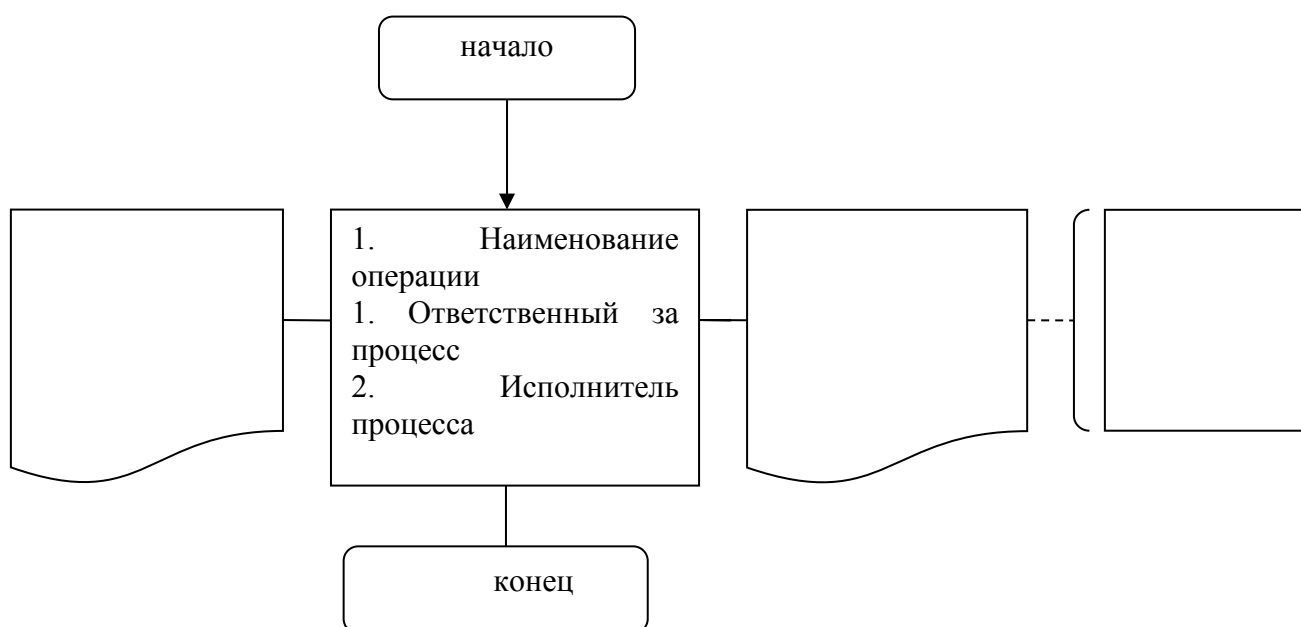 начало
1. Наименование
операции
1. Ответственный за
процесс
2. Исполнитель
процесса
конец